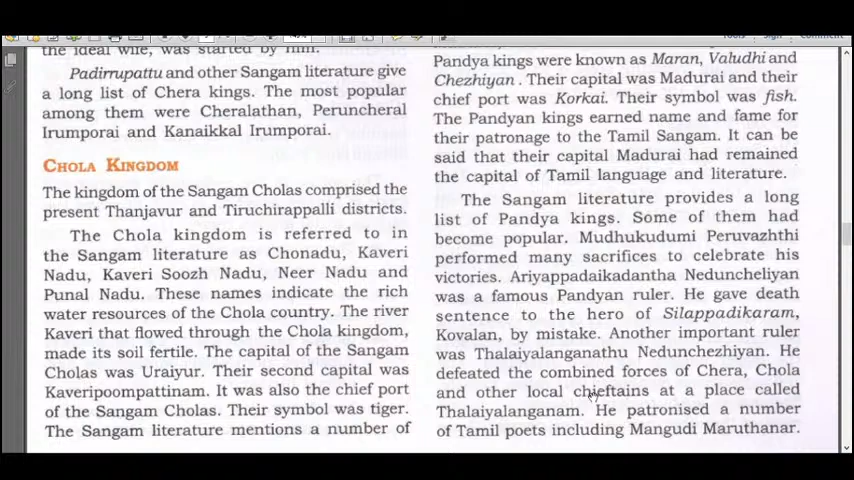 the ideal wife, was started by him.
Padirrupattu and other Sangam literature give
a long list of Chera kings. The most popular
among them were Cheralathan, Peruncheral
Irumporai and Kanaikkal Irumporai.
CHOLA KINGDOM
The kingdom of the Sangam Cholas comprised the
present Thanjavur and Tiruchirappalli districts.
The Chola kingdom is referred to in
the Sangam literature as Chonadu, Kaveri
Nadu, Kaveri Soozh Nadu, Neer Nadu and
Punal Nadu. These names indicate the rich
water resources of the Chola country. The river
Kaveri that flowed through the Chola kingdom,
made its soil fertile. The capital of the Sangam
Cholas was Uraiyur. Their second capital was
Kaveripoompattinam. It was also the chief port
of the Sangam Cholas. Their symbol was tiger.
The Sangam literature mentions a number of
Pandya kings were known as Maran, Valudhi and
Chezhiyan. Their capital was Madurai and their
chief port was Korkai. Their symbol was fish.
The Pandyan kings earned name and fame for
their patronage to the Tamil Sangam. It can be
said that their capital Madurai had remained
the capital of Tamil language and literature.
The Sangam literature provides a long
list of Pandya kings. Some of them had
become popular. Mudhukudumi Peruvazhthi
performed many sacrifices to celebrate his
victories. Ariyappadaikadantha Neduncheliyan
was a famous Pandyan ruler. He gave death
sentence to the hero of Silappadikaram,
Kovalan, by mistake. Another important ruler
was Thalaiyalanganathu Nedunchezhiyan. He
defeated the combined forces of Chera, Chola
and other local chieftains at a place called
Thalaiyalanganam. He patronised a number
of Tamil poets including Mangudi Maruthanar.